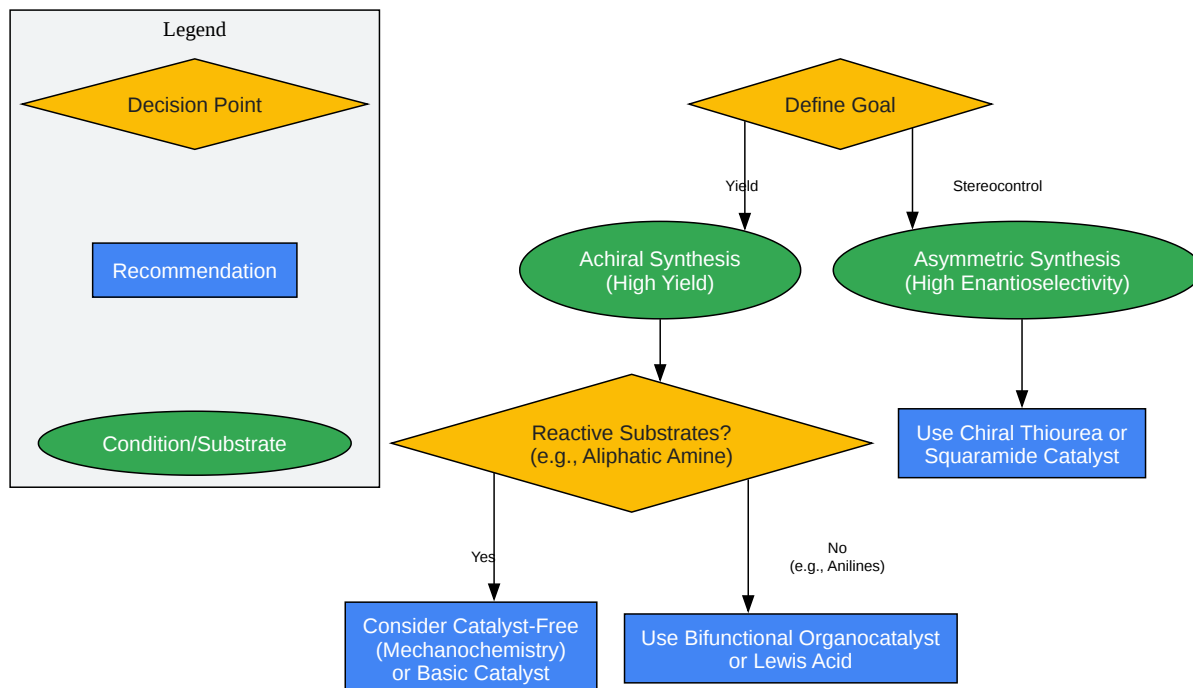 Legend
Decision Point
Recommendation
Condition/Substrate
Define Goal
Yield
Stereocontrol
Achiral Synthesis
(High Yield)
Asymmetric Synthesis
(High Enantioselectivity)
Reactive Substrates?
(e.g., Aliphatic Amine)
Use Chiral Thiourea or
Squaramide Catalyst
Yes
No
(e.g., Anilines)
Consider Catalyst-Free
(Mechanochemistry)
or Basic Catalyst
Use Bifunctional Organocatalyst
or Lewis Acid